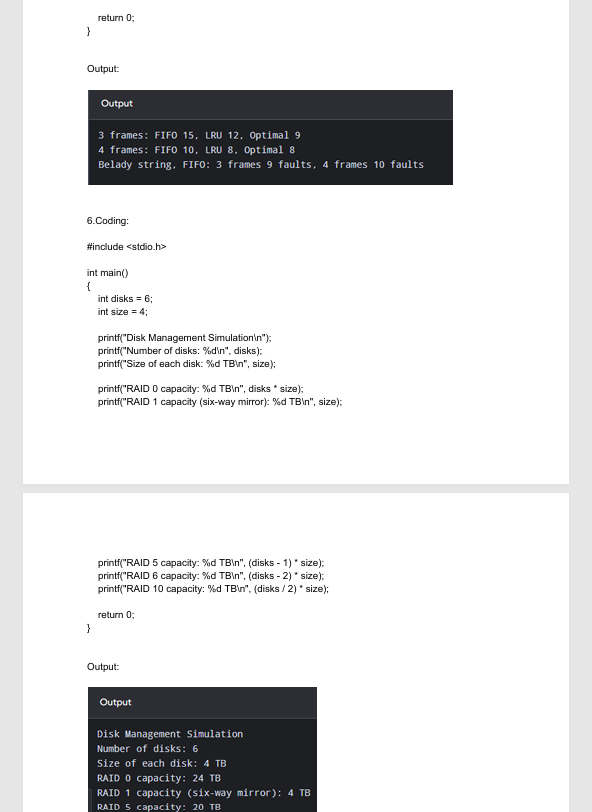 return 0;
}
Output:
Output
3 frames: FIFO 15, LRU 12, Optimal 9
4 frames: FIFO 10, LRU 8, Optimal 8
Belady string, FIFO: 3 frames 9 faults, 4 frames 10 faults
6.Coding:
#include <stdio.h>
int main()
{
int disks = 6;
int size = 4;
printf("Disk Management Simulation\n");
printf("Number of disks: %d\n", disks);
printf("Size of each disk: %d TB\n", size);
printf("RAID 0 capacity: %d TB\n", disks * size);
printf("RAID 1 capacity (six-way mirror): %d TB\n", size);
printf("RAID 5 capacity: %d TB\n", (disks - 1) * size);
printf("RAID 6 capacity: %d TB\n", (disks - 2) * size);
printf("RAID 10 capacity: %d TB\n", (disks / 2) * size);
return 0;
}
Output:
Output
Disk Management Simulation
Number of disks: 6
Size of each disk: 4 TB
RAID 0 capacity: 24 TB
RAID 1 capacity (six-way mirror): 4 TB
RAID 5 capacity: 20 TB